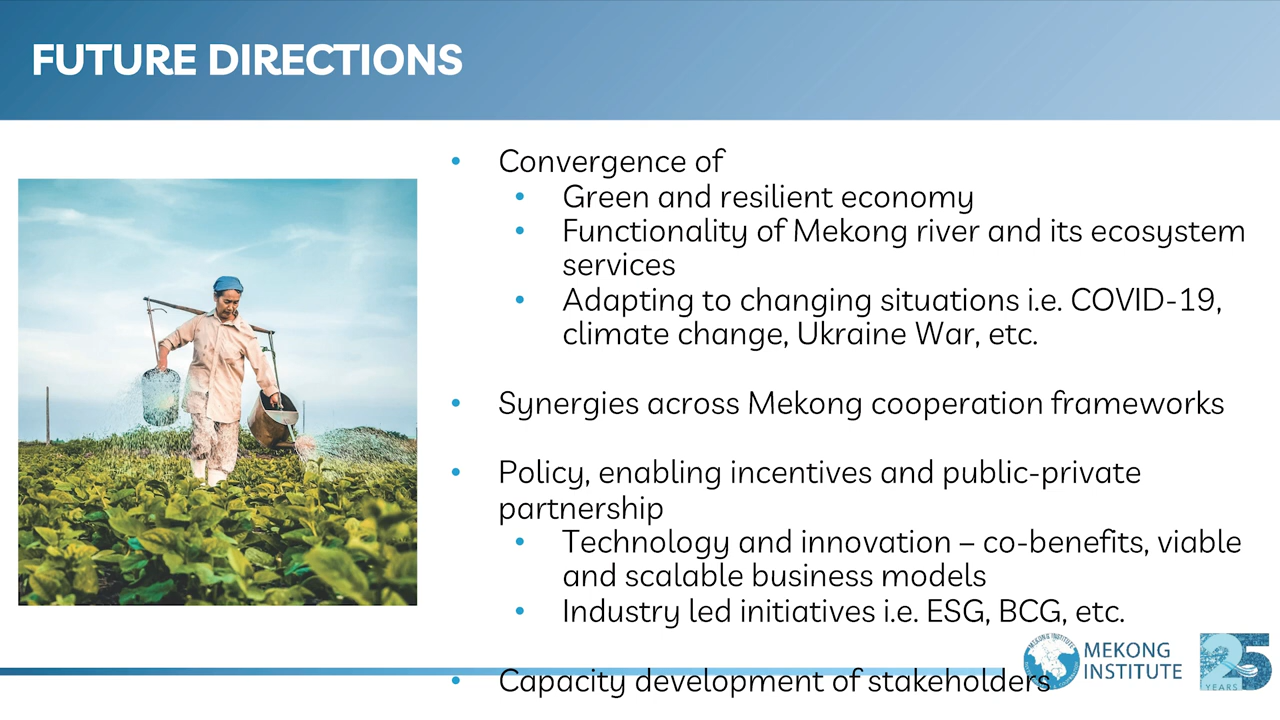 FUTURE DIRECTIONS
• Convergence of
• Green and resilient economy
• Functionality of Mekong river and its ecosystem
services
• Adapting to changing situations i.e. COVID-19,
climate change, Ukraine War, etc.
• Synergies across Mekong cooperation frameworks
• Policy, enabling incentives and public-private
partnership
• Technology and innovation – co-benefits, viable
and scalable business models
• Industry led initiatives i.e. ESG, BCG, etc.
• Capacity development of stakeholders
MEKONG INSTITUTE
MEKONG
INSTITUTE
25
YEARS